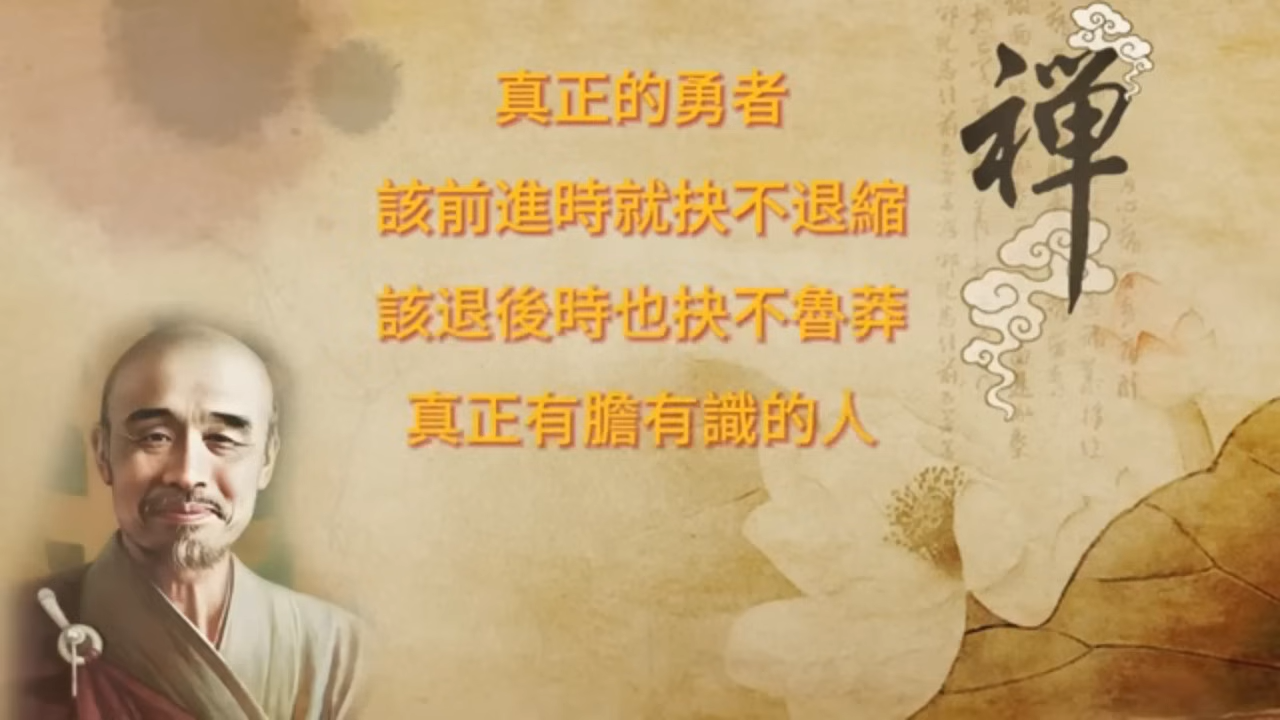 真正的勇者
該前進時就抉不退縮
該退後時也抉不魯莽
真正有膽有識的人
禪